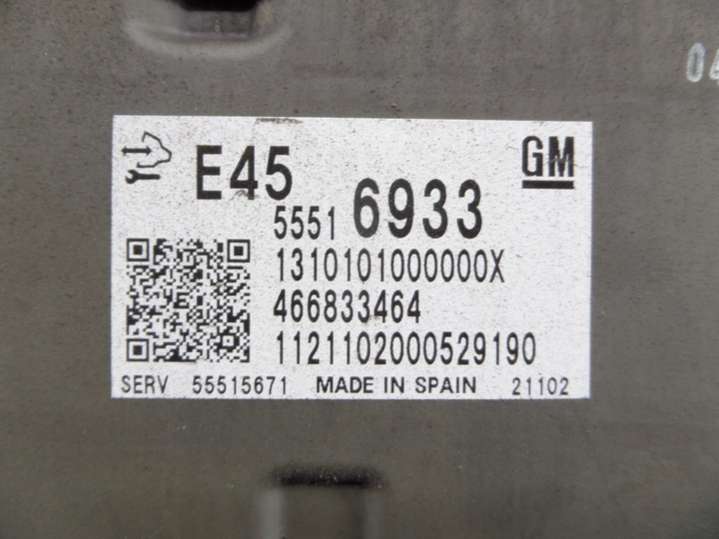 E45 GM
5551 6933
1310101000000X
466833464
1121102000529190
SERV 55515671 MADE IN SPAIN 21102